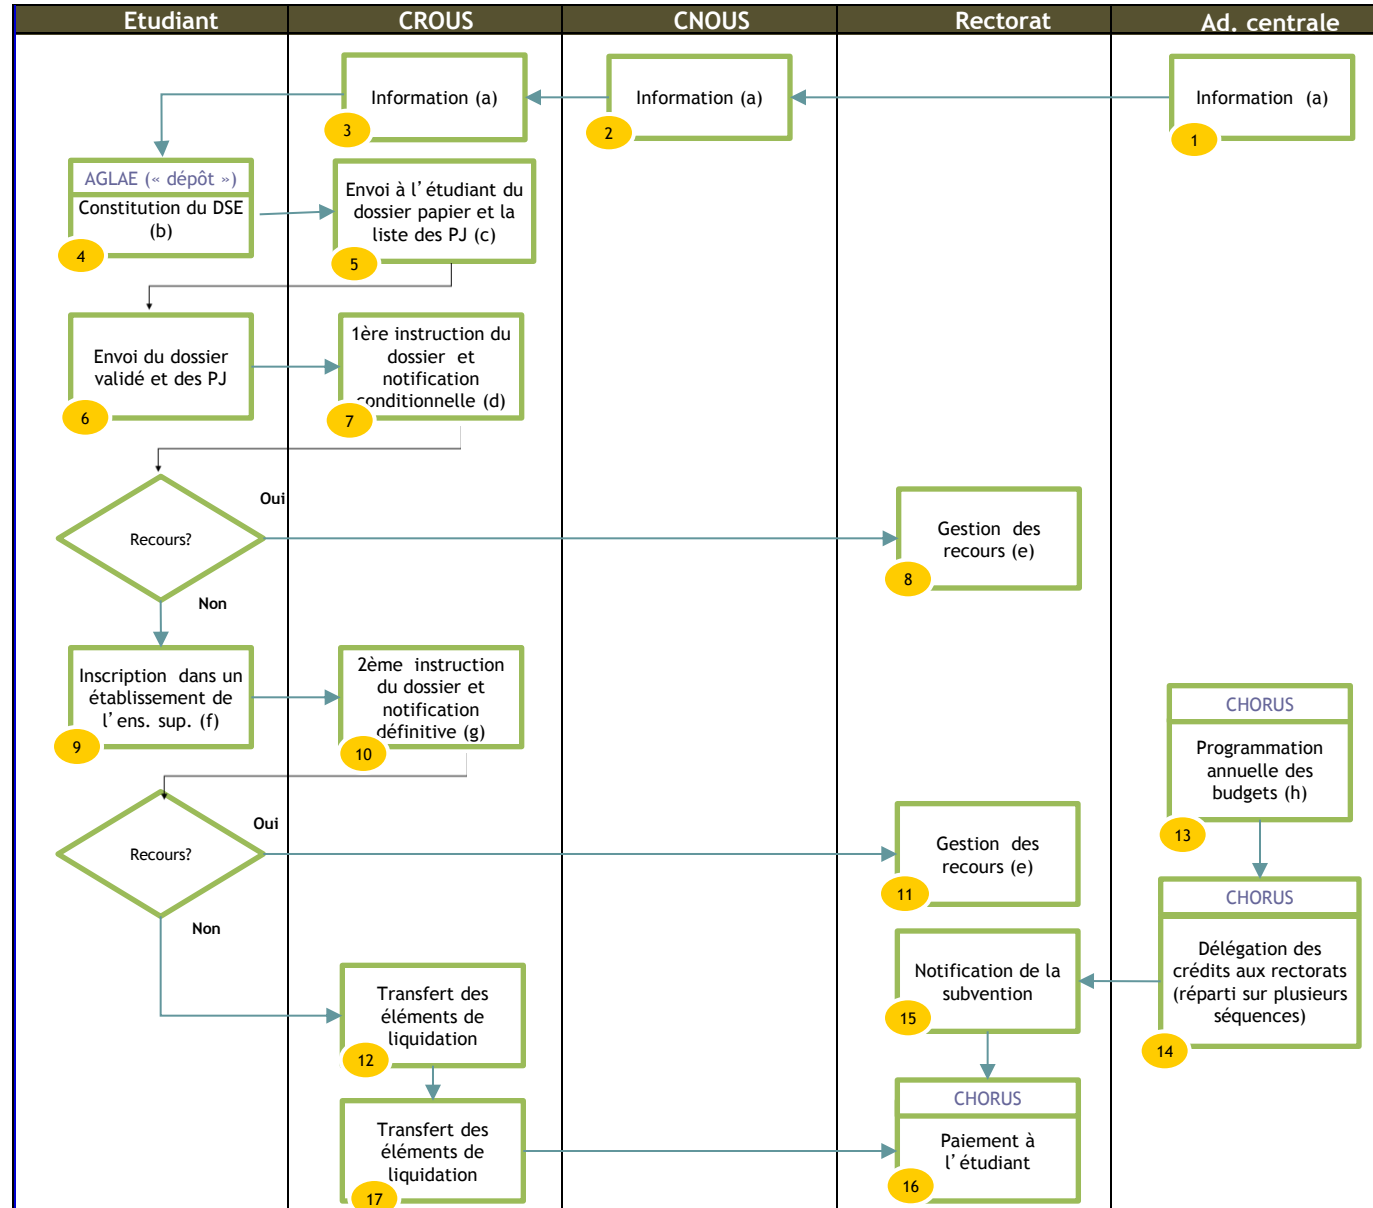 Etudiant
CROUS
CNOUS
Rectorat
Ad. centrale
Information (a)
3
Information (a)
2
Information (a)
1
AGLAE (« dépôt »)
Constitution du DSE
(b)
4
Envoi à l'étudiant du
dossier papier et la
liste des PJ (c)
5
Envoi du dossier
validé et des PJ
6
1ère instruction du
dossier et
notification
conditionnelle (d)
7
Recours?
Oui
Non
Gestion des
recours (e)
8
Inscription dans un
établissement de
l'ens. sup. (f)
9
2ème instruction
du dossier et
notification
définitive (g)
10
CHORUS
Programmation
annuelle des
budgets (h)
13
Recours?
Oui
Non
Gestion des
recours (e)
11
CHORUS
Délégation des
crédits aux rectorats
(réparti sur plusieurs
séquences)
14
Notification de la
subvention
15
Transfert des
éléments de
liquidation
12
Transfert des
éléments de
liquidation
17
CHORUS
Paiement à
l'étudiant
16